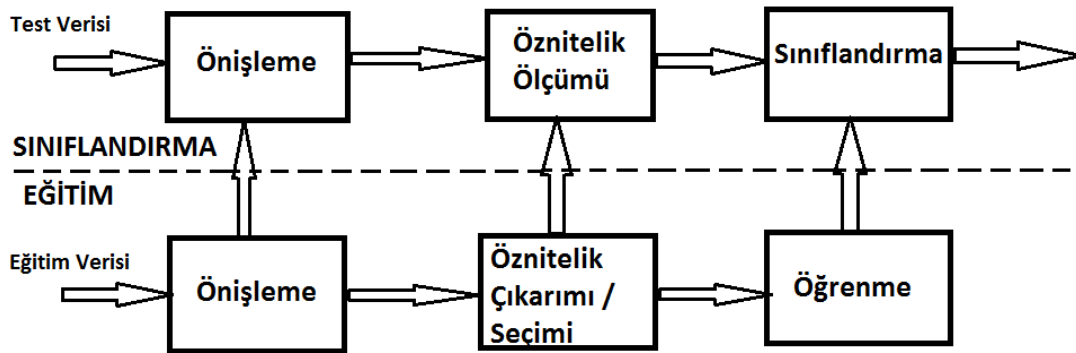 Test Verisi
Önişleme
Öznitelik
Ölçümü
Sınıflandırma
SINIFLANDIRMA
EĞİTİM
Eğitim Verisi
Önişleme
Öznitelik
Çıkarımı /
Seçimi
Öğrenme